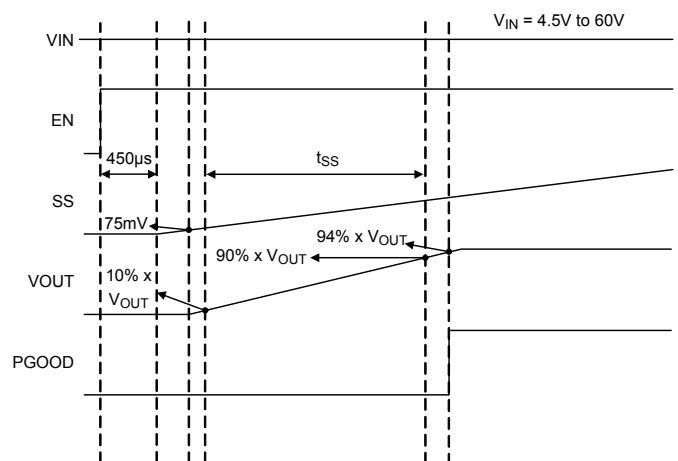 V_IN = 4.5V to 60V
VIN
EN
450µs
t_SS
SS
75mV
94% x V_OUT
90% x V_OUT
10% x
V_OUT
VOUT
PGOOD